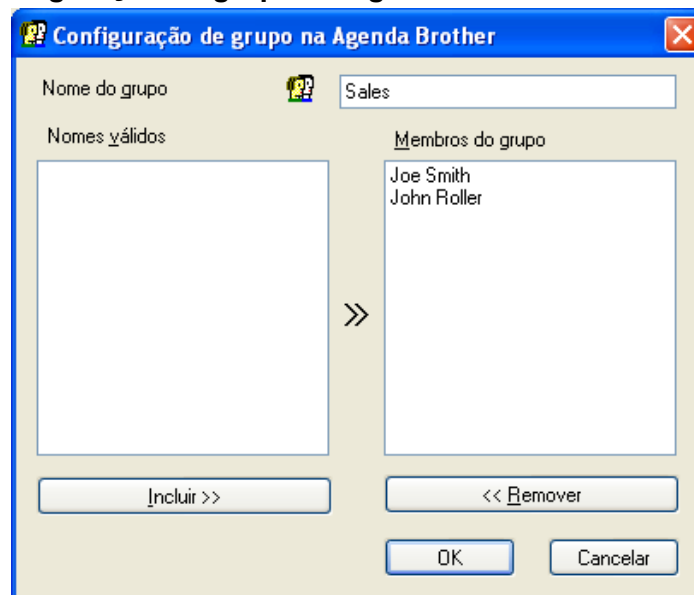 Configuração de grupo na Agenda Brother
Nome do grupo
Sales
Nomes válidos
Membros do grupo
Joe Smith
John Roller
>>
Incluir >>
<< Remover
OK
Cancelar